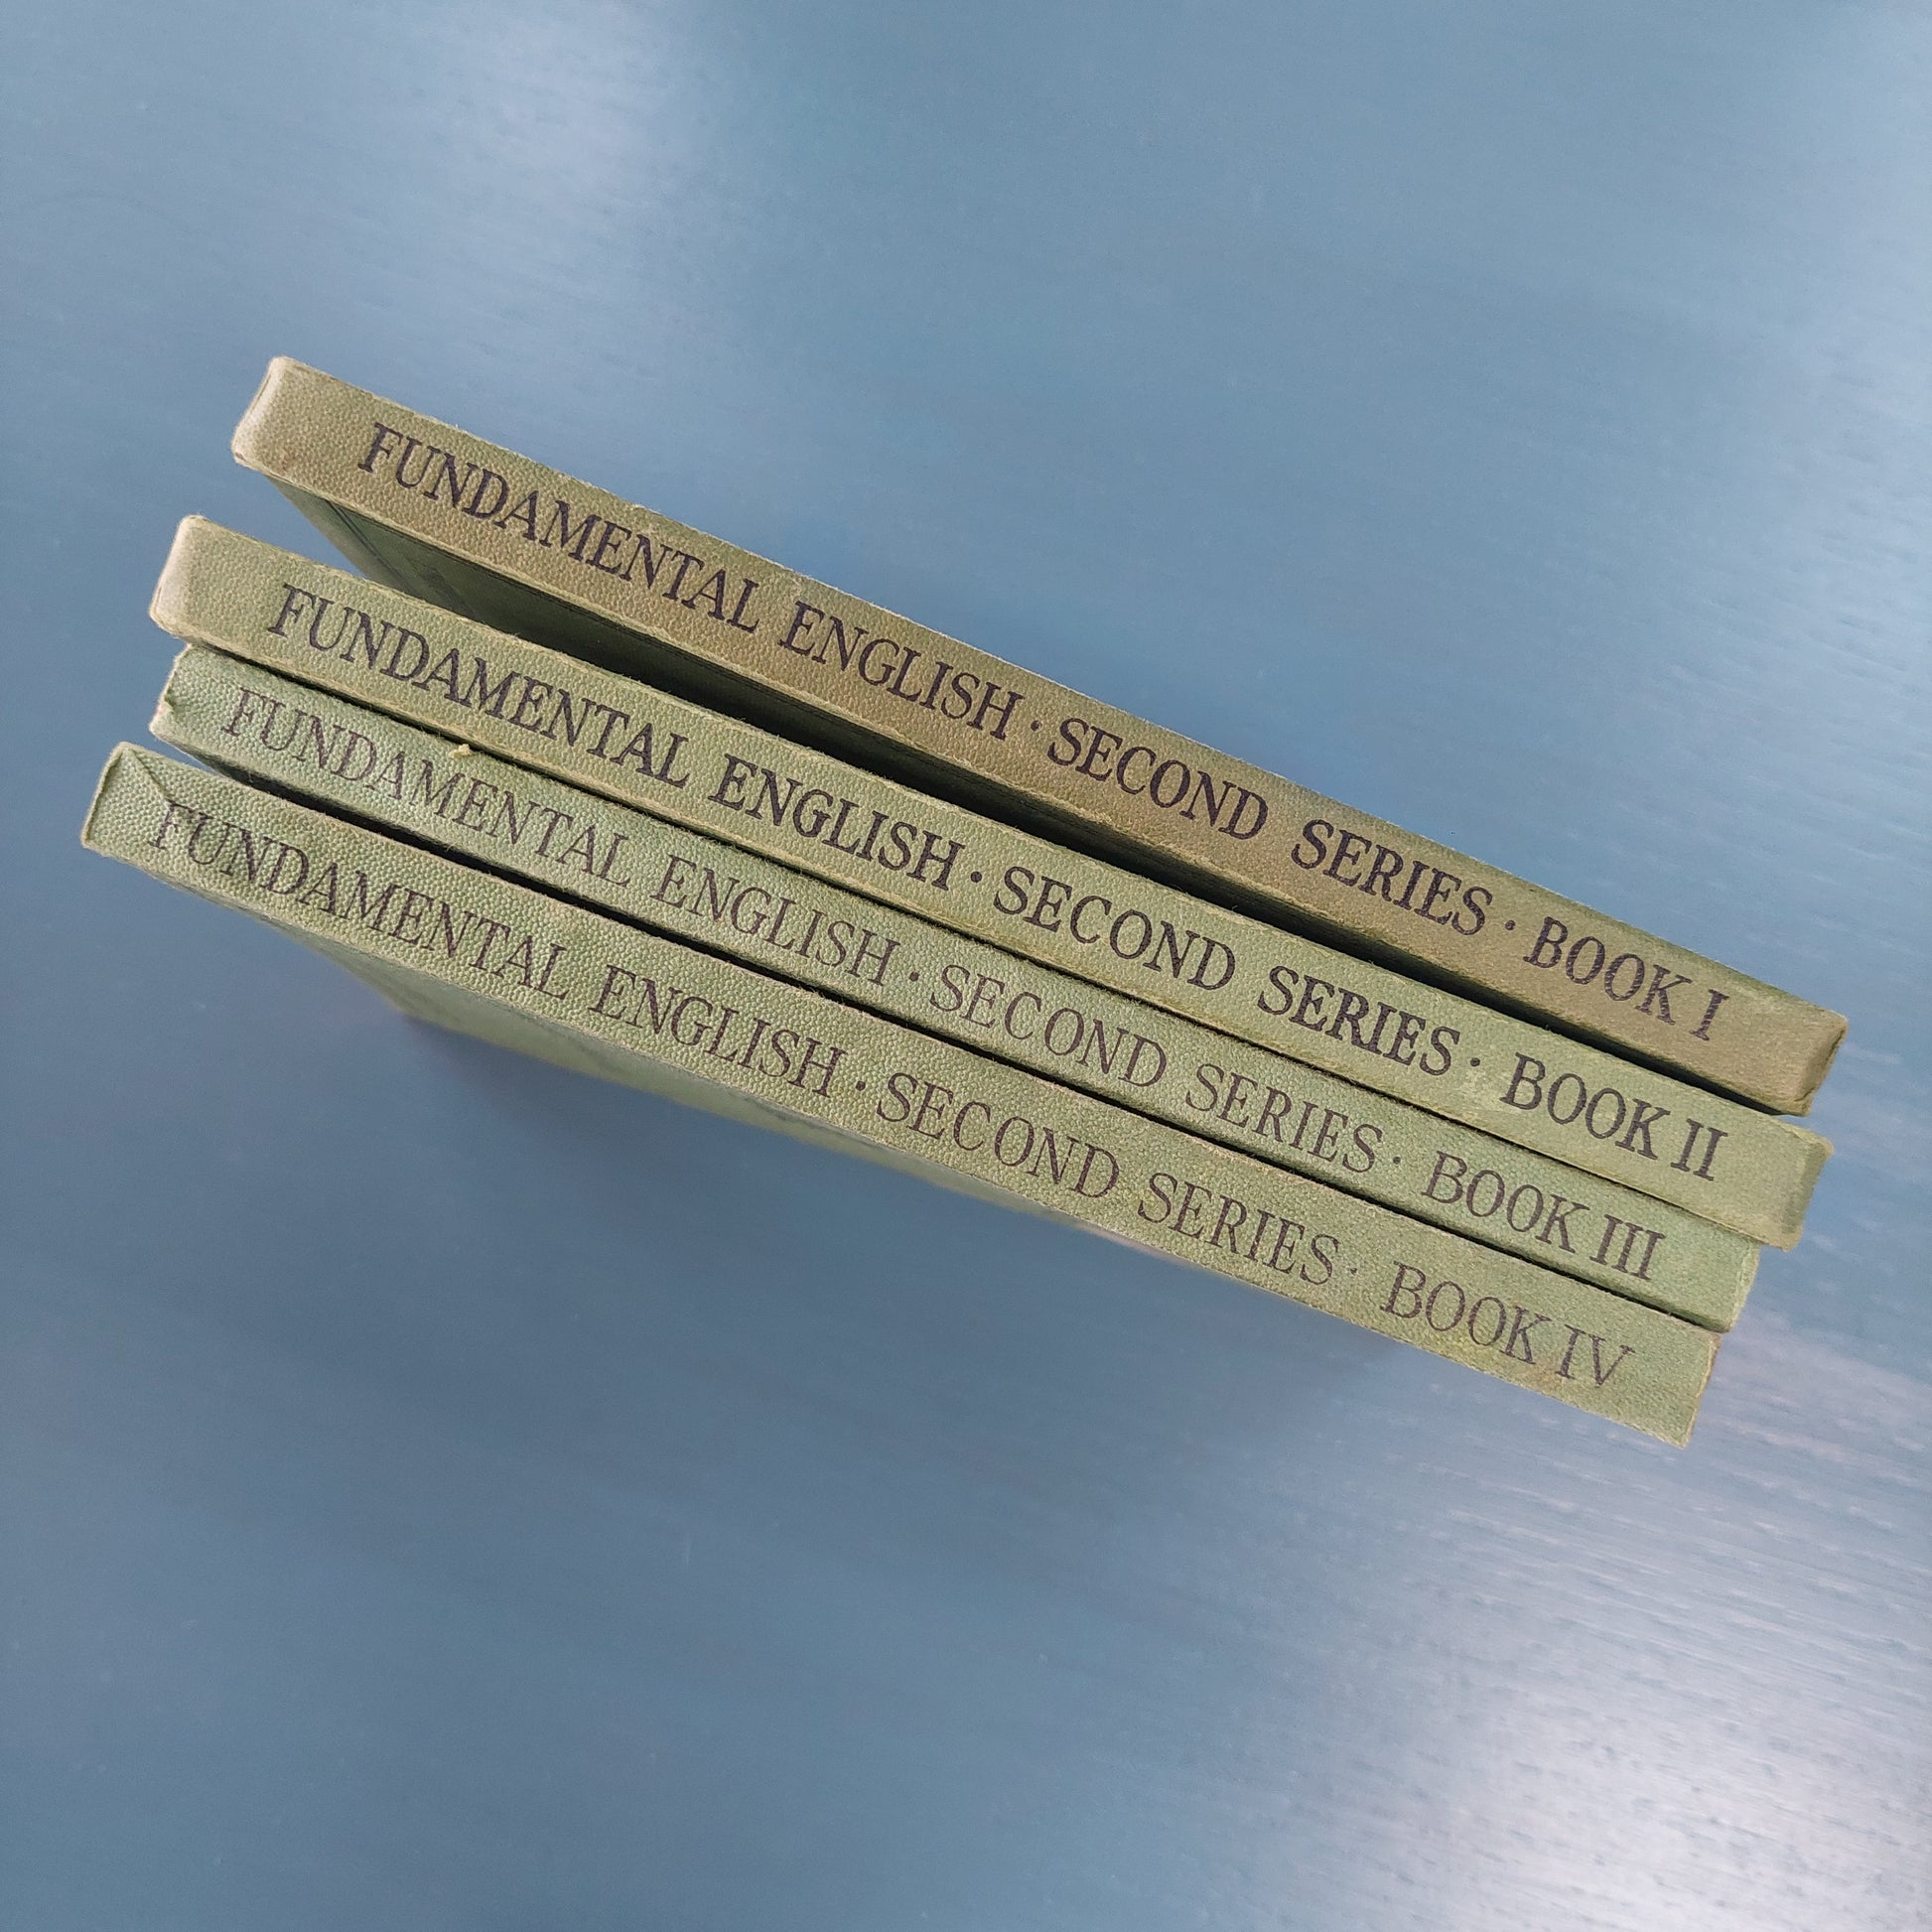 FUNDAMENTAL ENGLISH · SECOND SERIES · BOOK I
FUNDAMENTAL ENGLISH · SECOND SERIES · BOOK II
FUNDAMENTAL ENGLISH · SECOND SERIES · BOOK III
FUNDAMENTAL ENGLISH · SECOND SERIES · BOOK IV